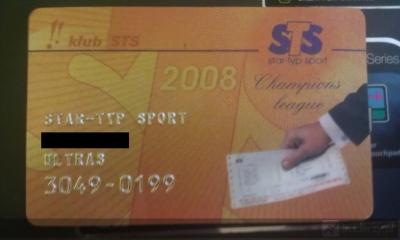 !! klub STS
STS
star-typ sport
Series
2008
Champions
league
STAR-TYP SPORT
ULTRAS
3049-0199